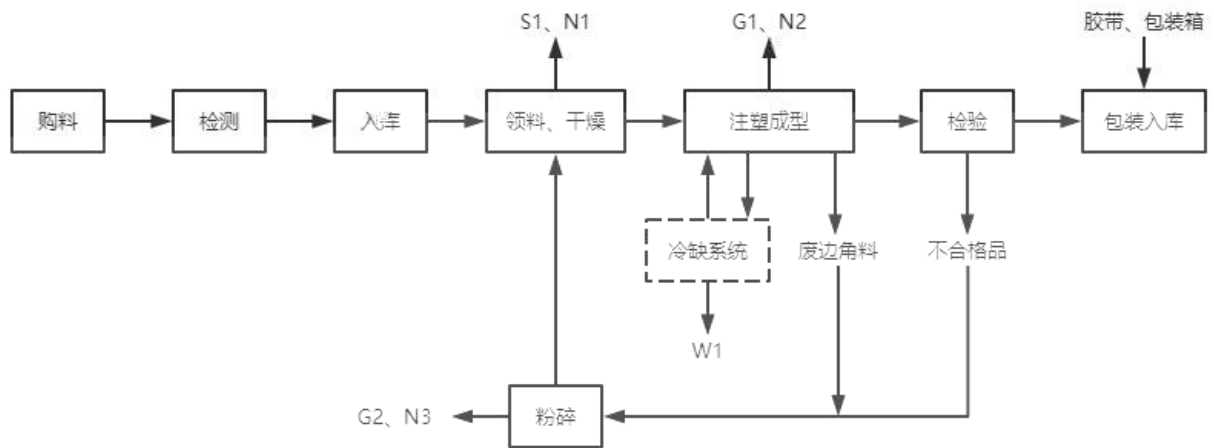 S1、N1
G1、N2
胶带、包装箱
购料
检测
入库
领料、干燥
注塑成型
检验
包装入库
冷缺系统
废边角料
不合格品
W1
G2、N3
粉碎